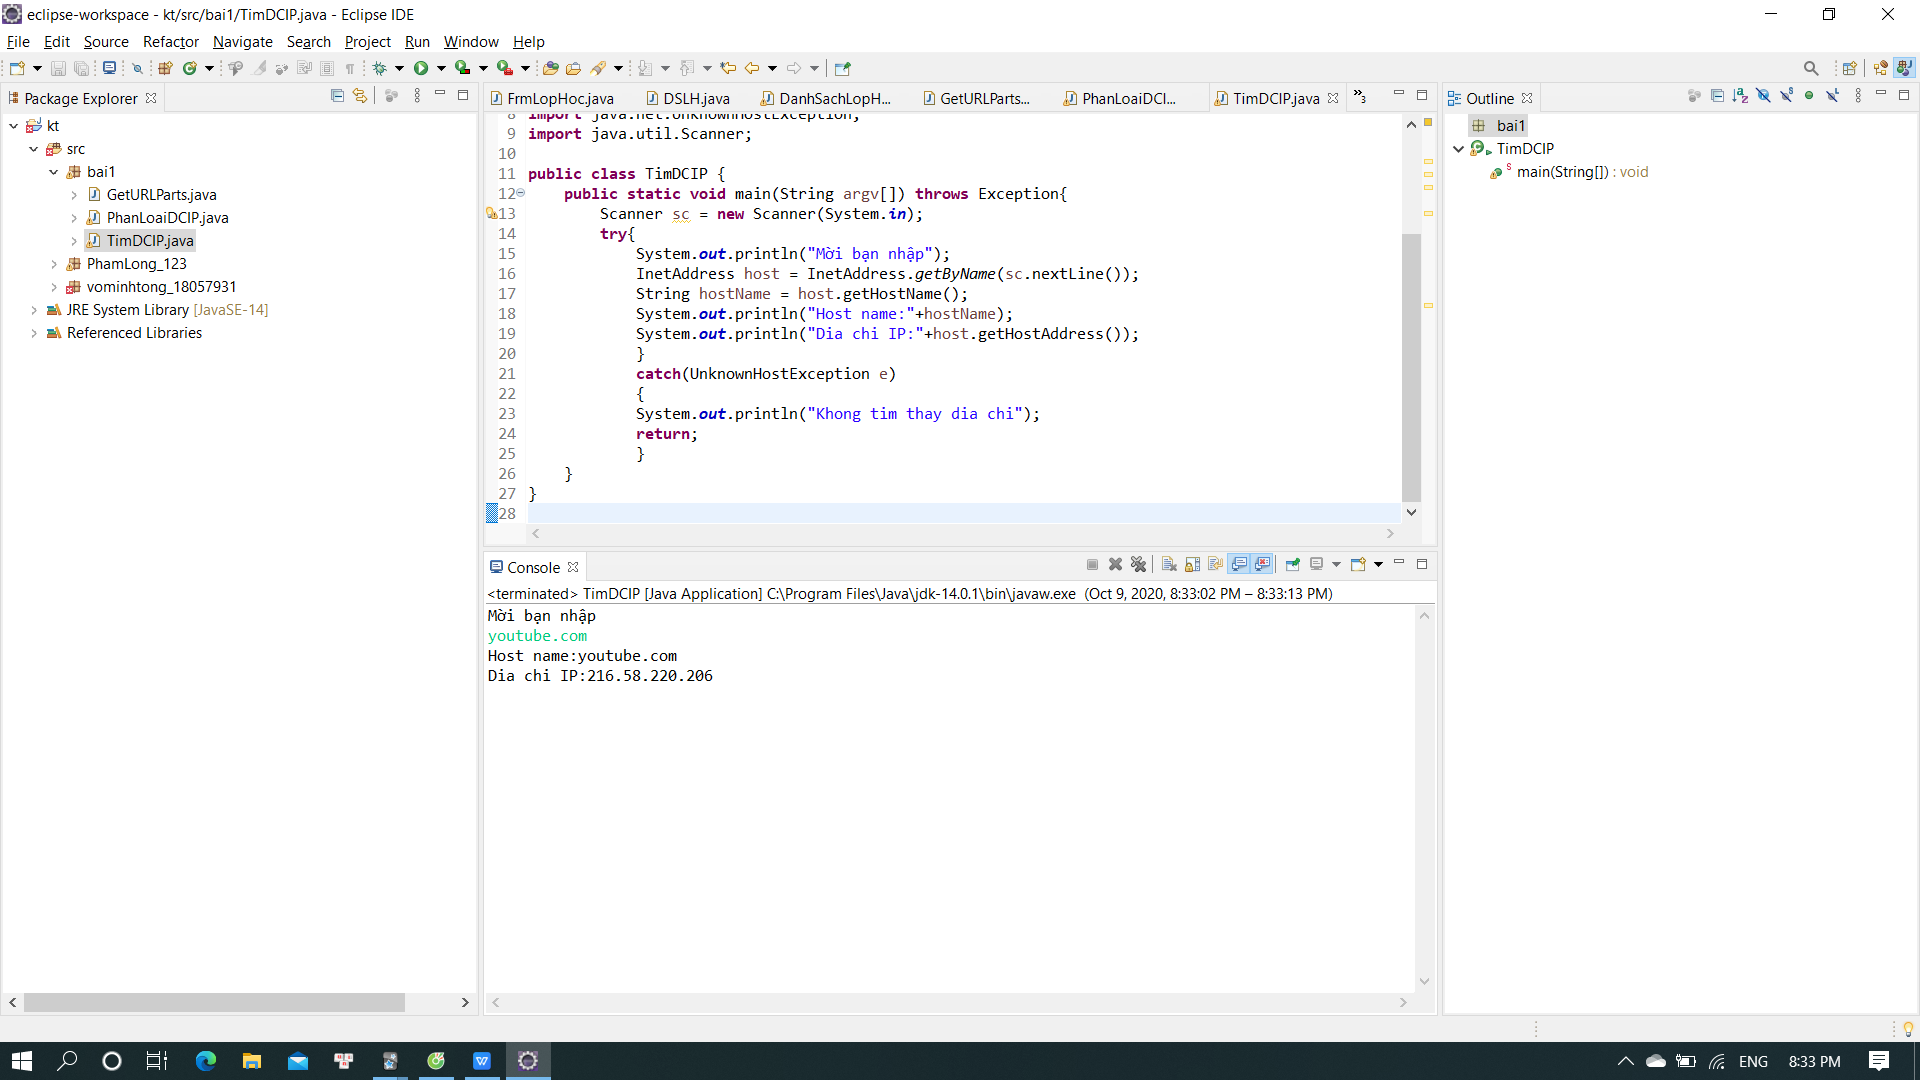 eclipse-workspace - kt/src/bai1/TimDCIP.java - Eclipse IDE
File Edit Source Refactor Navigate Search Project Run Window Help
Package Explorer
kt
src
bai1
GetURLParts.java
PhanLoaiDCIP.java
TimDCIP.java
PhamLong_123
vominhtong_18057931
JRE System Library [JavaSE-14]
Referenced Libraries
FrmLopHoc.java DSLH.java DanhSachLopH... GetURLParts... PhanLoaiDCI... TimDCIP.java »3
8 import java.net.UnknownHostException;
9 import java.util.Scanner;
10
11 public class TimDCIP {
12 public static void main(String argv[]) throws Exception{
13 Scanner sc = new Scanner(System.in);
14 try{
15 System.out.println("Mời bạn nhập");
16 InetAddress host = InetAddress.getByName(sc.nextLine());
17 String hostName = host.getHostName();
18 System.out.println("Host name:"+hostName);
19 System.out.println("Dia chi IP:"+host.getHostAddress());
20 }
21 catch(UnknownHostException e)
22 {
23 System.out.println("Khong tim thay dia chi");
24 return;
25 }
26 }
27 }
28
Console
<terminated> TimDCIP [Java Application] C:\Program Files\Java\jdk-14.0.1\bin\javaw.exe (Oct 9, 2020, 8:33:02 PM – 8:33:13 PM)
Mời bạn nhập
youtube.com
Host name:youtube.com
Dia chi IP:216.58.220.206
Outline
bai1
TimDCIP
main(String[]) : void
ENG 8:33 PM